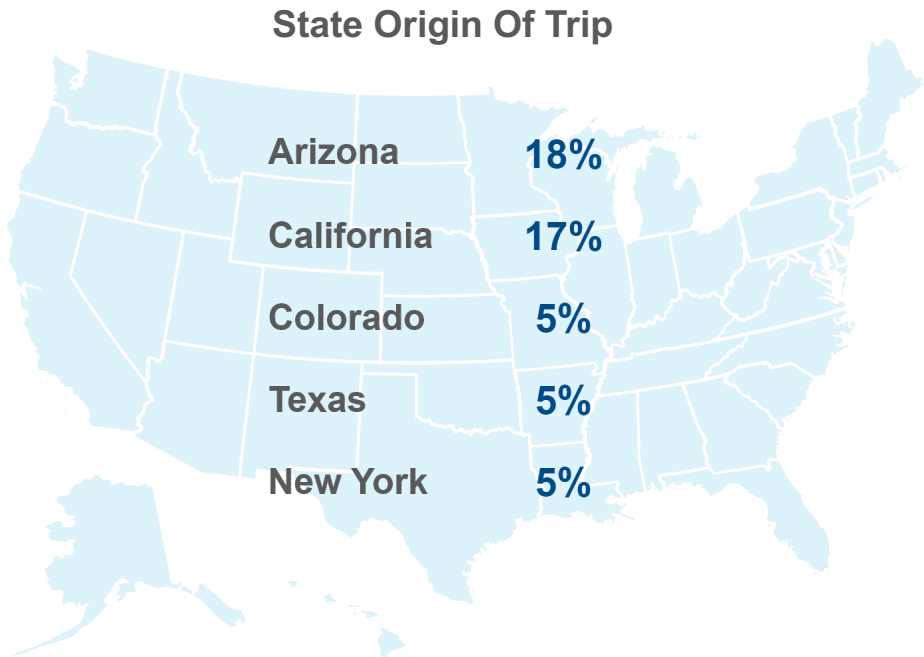 State Origin Of Trip
Arizona 18%
California 17%
Colorado 5%
Texas 5%
New York 5%